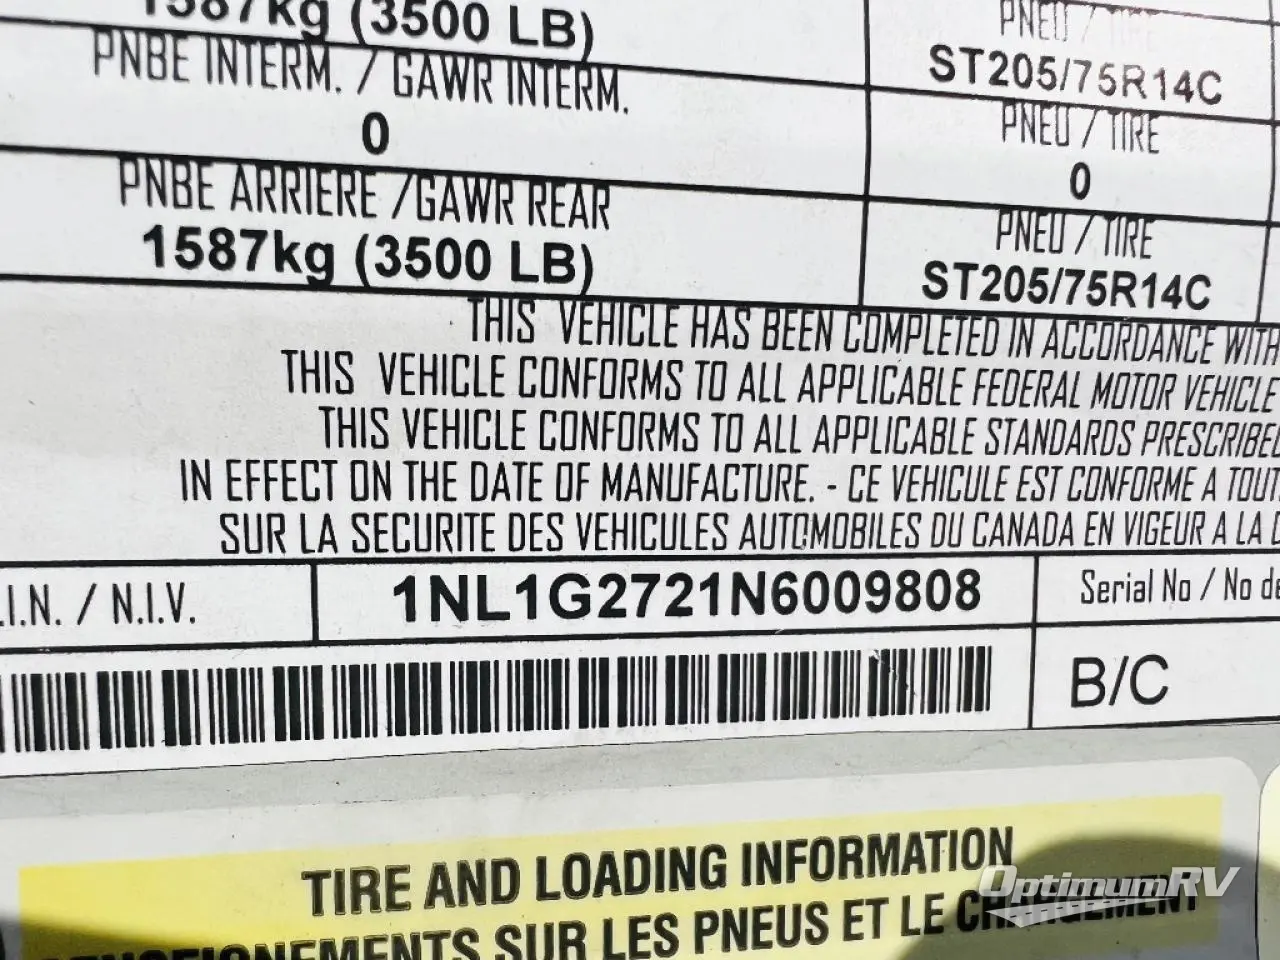 1587kg (3500 LB)
PNEU / TIRE
ST205/75R14C
PNBE INTERM. / GAWR INTERM.
0
PNEU / TIRE
0
PNBE ARRIERE /GAWR REAR
1587kg (3500 LB)
PNEU / TIRE
ST205/75R14C
THIS VEHICLE HAS BEEN COMPLETED IN ACCORDANCE WITH
THIS VEHICLE CONFORMS TO ALL APPLICABLE FEDERAL MOTOR VEHICLE
THIS VEHICLE CONFORMS TO ALL APPLICABLE STANDARDS PRESCRIBED
IN EFFECT ON THE DATE OF MANUFACTURE. - CE VEHICULE EST CONFORME A TOUT
SUR LA SECURITE DES VEHICULES AUTOMOBILES DU CANADA EN VIGEUR A LA
.I.N. / N.I.V.
1NL1G2721N6009808
Serial No / No de
B/C
TIRE AND LOADING INFORMATION
SUR LES PNEUS ET LE CHARGEMENT
OptimumRV